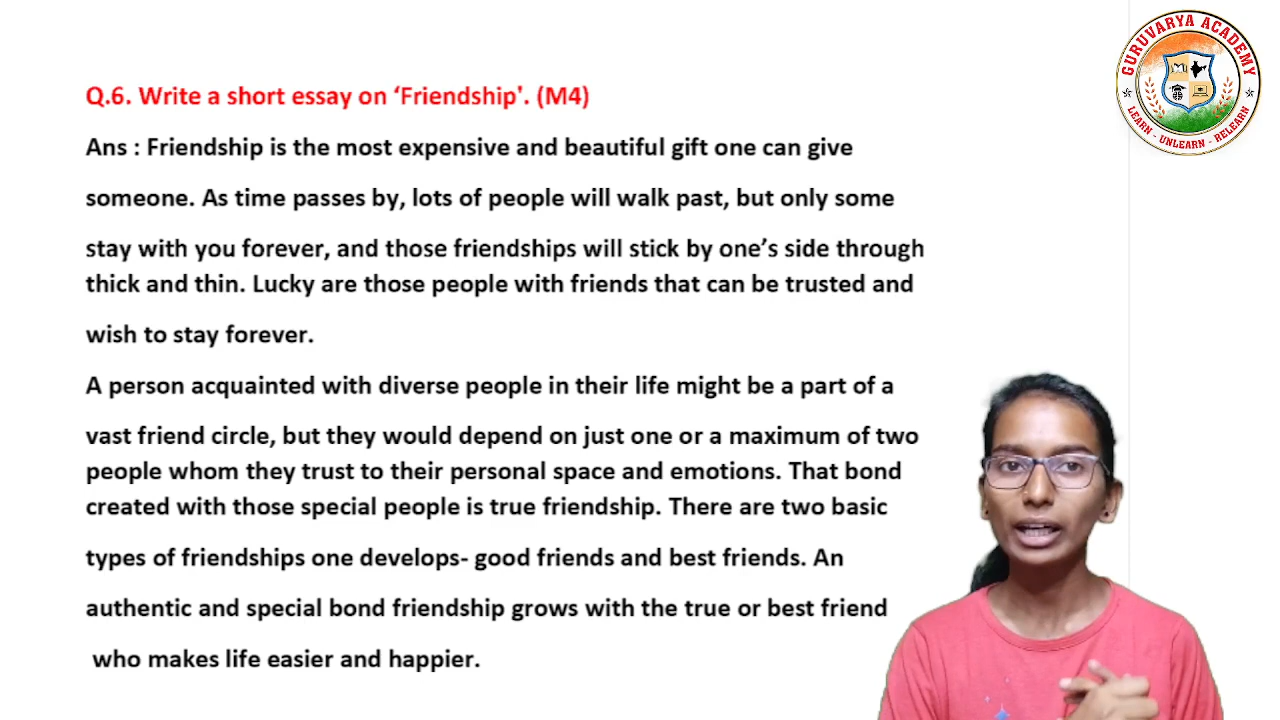 Q.6. Write a short essay on ‘Friendship'. (M4)
Ans : Friendship is the most expensive and beautiful gift one can give
someone. As time passes by, lots of people will walk past, but only some
stay with you forever, and those friendships will stick by one’s side through
thick and thin. Lucky are those people with friends that can be trusted and
wish to stay forever.
A person acquainted with diverse people in their life might be a part of a
vast friend circle, but they would depend on just one or a maximum of two
people whom they trust to their personal space and emotions. That bond
created with those special people is true friendship. There are two basic
types of friendships one develops- good friends and best friends. An
authentic and special bond friendship grows with the true or best friend
who makes life easier and happier.
GURUVARYA ACADEMY
LEARN - UNLEARN - RELEARN